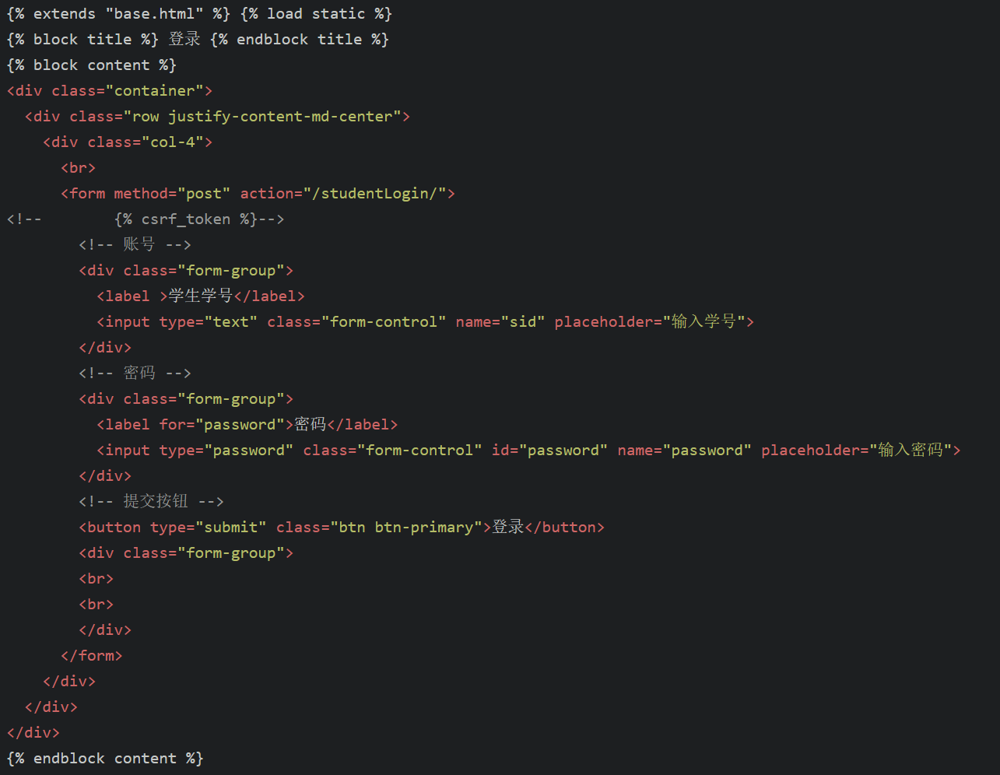 {% extends "base.html" %} {% load static %}
{% block title %} 登录 {% endblock title %}
{% block content %}
<div class="container">
  <div class="row justify-content-md-center">
    <div class="col-4">
      <br>
      <form method="post" action="/studentLogin/">
<!--        {% csrf_token %}-->
        <!-- 账号 -->
        <div class="form-group">
          <label >学生学号</label>
          <input type="text" class="form-control" name="sid" placeholder="输入学号">
        </div>
        <!-- 密码 -->
        <div class="form-group">
          <label for="password">密码</label>
          <input type="password" class="form-control" id="password" name="password" placeholder="输入密码">
        </div>
        <!-- 提交按钮 -->
        <button type="submit" class="btn btn-primary">登录</button>
        <div class="form-group">
        <br>
        <br>
        </div>
      </form>
    </div>
  </div>
</div>
{% endblock content %}